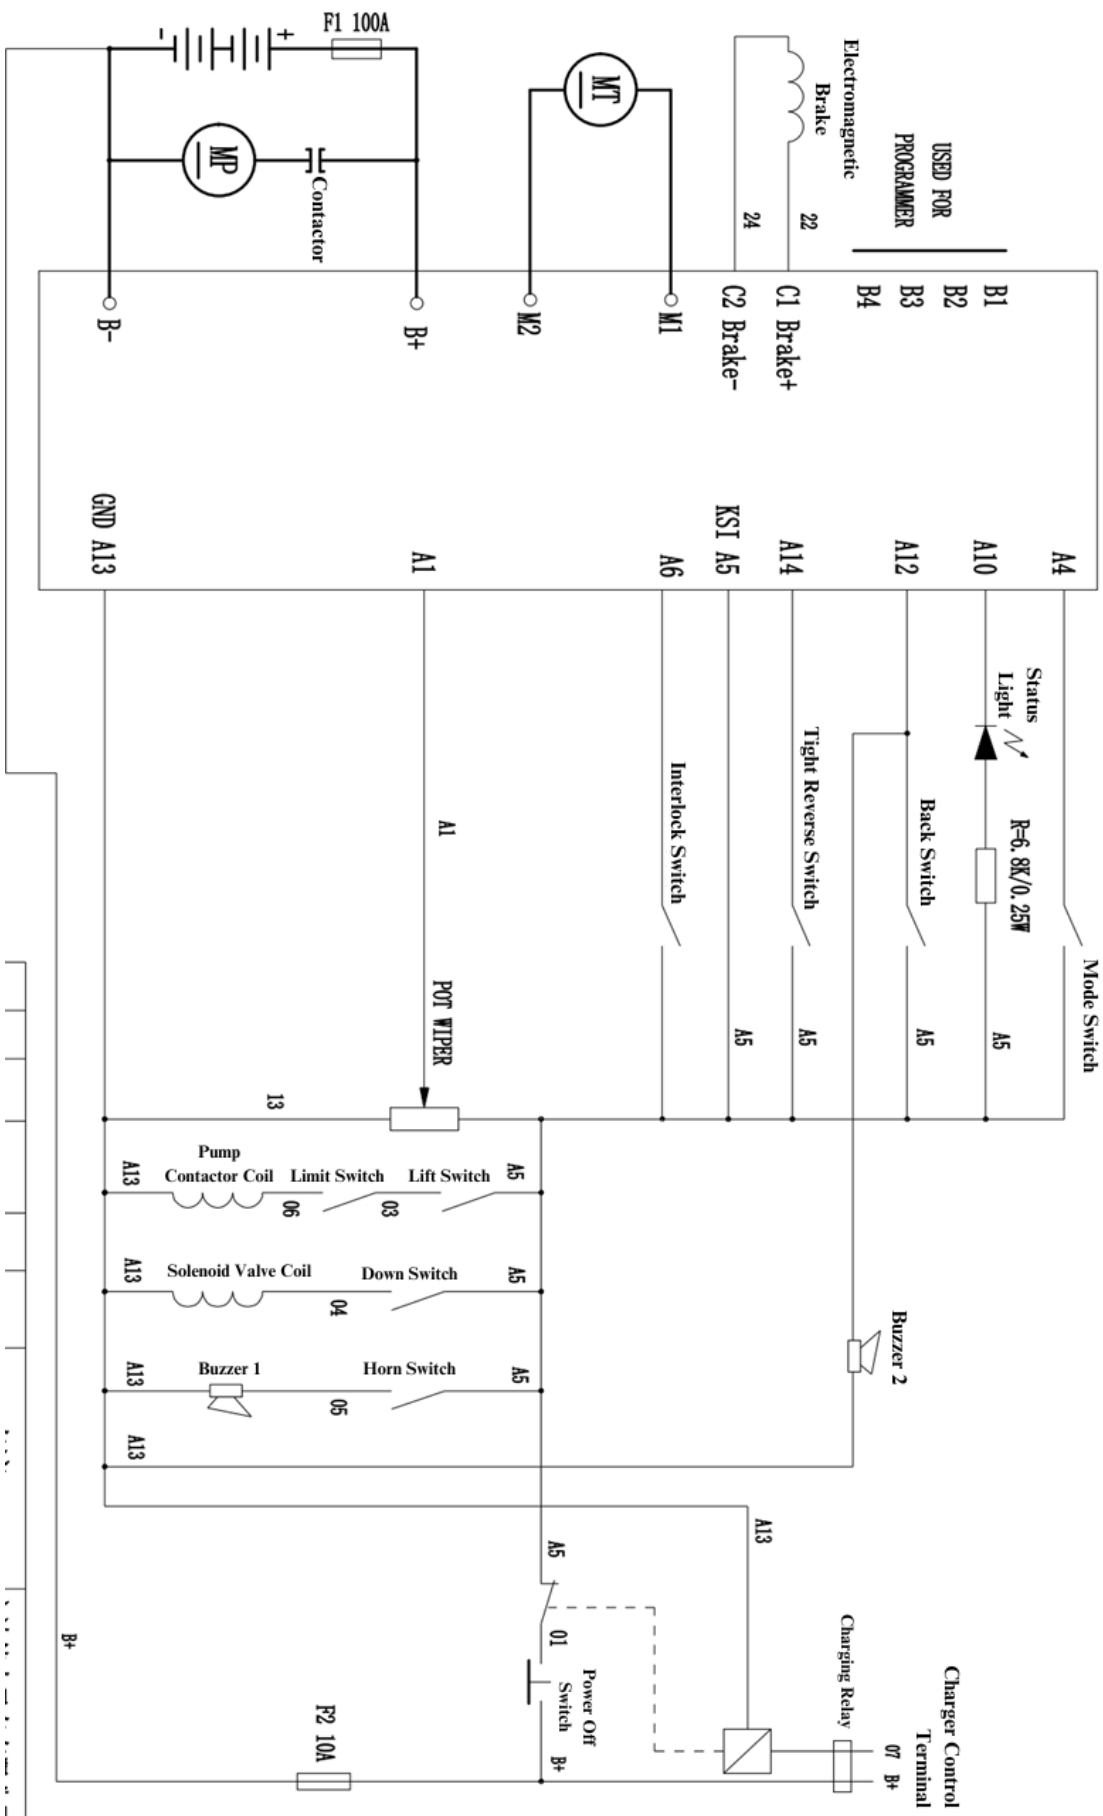 F1 100A
-
+
MP
Contactor
MT
Electromagnetic
Brake
USED FOR
PROGRAMMER
24
22
B-
B+
M2
M1
C2 Brake-
C1 Brake+
B4
B3
B2
B1
GND A13
A1
A6
KSI A5
A14
A12
A10
A4
Status
Light
R=6.8K/0.25W
Mode Switch
Back Switch
Tight Reverse Switch
Interlock Switch
A1
POT WIPER
A5
A5
A5
A5
13
A13
Pump
Contactor Coil
06
Limit Switch
03
Lift Switch
A5
A13
Solenoid Valve Coil
04
Down Switch
A5
A13
Buzzer 1
05
Horn Switch
A5
Buzzer 2
A13
A13
A5
01
Power Off
Switch
B+
Charging Relay
Charger Control
Terminal
07
B+
B+
F2 10A